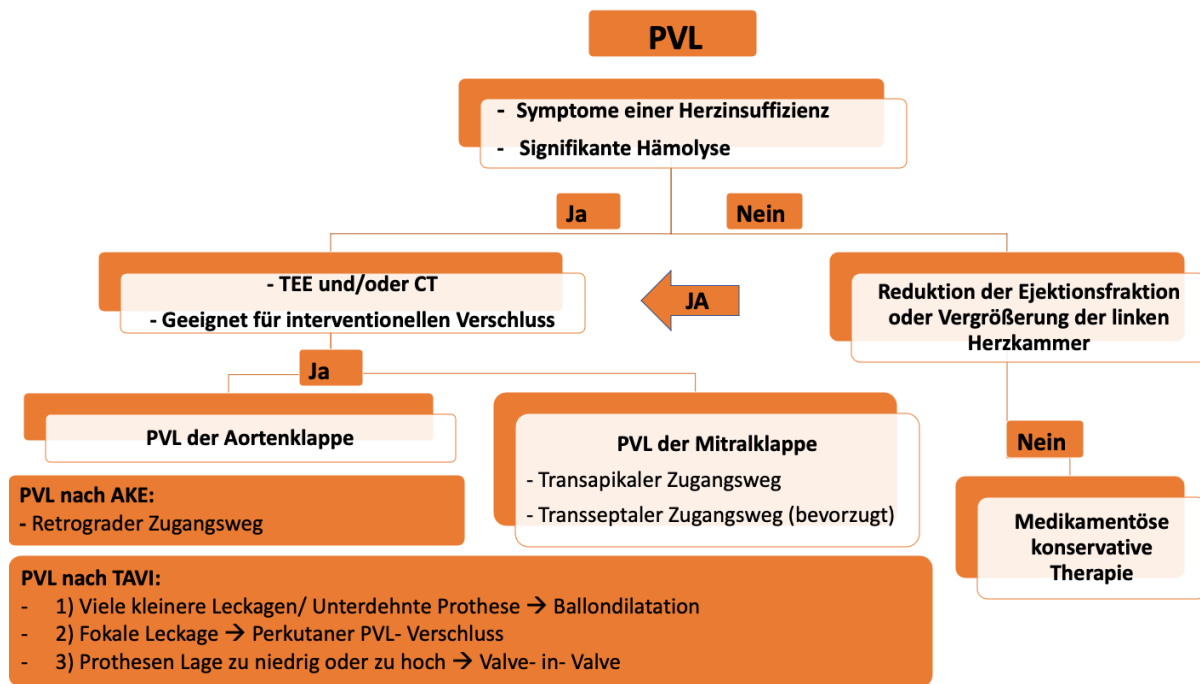 PVL
- Symptome einer Herzinsuffizienz
- Signifikante Hämolyse
Ja
Nein
- TEE und/oder CT
- Geeignet für interventionellen Verschluss
JA
Reduktion der Ejektionsfraktion
oder Vergrößerung der linken
Herzkammer
Ja
Nein
PVL der Aortenklappe
PVL der Mitralklappe
- Transapikaler Zugangsweg
- Transseptaler Zugangsweg (bevorzugt)
Medikamentöse
konservative
Therapie
PVL nach AKE:
- Retrograder Zugangsweg
PVL nach TAVI:
- 1) Viele kleinere Leckagen/ Unterdehnte Prothese → Ballondilatation
- 2) Fokale Leckage → Perkutaner PVL- Verschluss
- 3) Prothesen Lage zu niedrig oder zu hoch → Valve- in- Valve